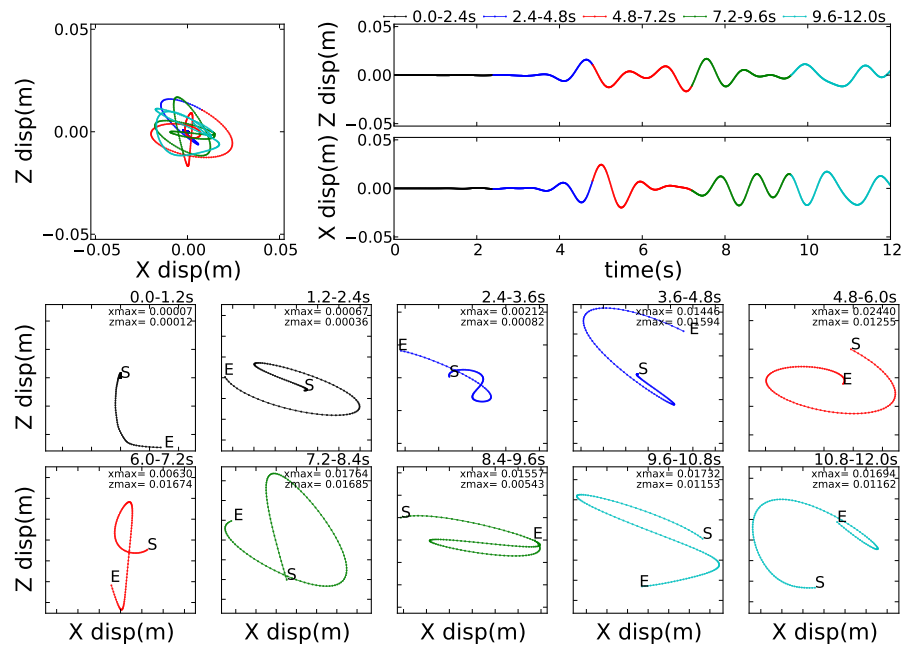 0.0-2.4s 2.4-4.8s 4.8-7.2s 7.2-9.6s 9.6-12.0s
0.05
0.00
−0.05
Z disp(m)
−0.05 0.00 0.05
X disp(m)
0.05
0.00
−0.05
Z disp(m)
0.05
0.00
−0.05
X disp(m)
0 2 4 6 8 10 12
time(s)
0.0-1.2s
xmax= 0.00007
zmax= 0.00012
S
E
1.2-2.4s
xmax= 0.00067
zmax= 0.00036
E
S
2.4-3.6s
xmax= 0.00212
zmax= 0.00082
E
S
3.6-4.8s
xmax= 0.01446
zmax= 0.01594
E
S
4.8-6.0s
xmax= 0.02440
zmax= 0.01255
S
E
Z disp(m)
6.0-7.2s
xmax= 0.00630
zmax= 0.01674
S
E
7.2-8.4s
xmax= 0.01764
zmax= 0.01685
E
S
8.4-9.6s
xmax= 0.01557
zmax= 0.00543
S
E
9.6-10.8s
xmax= 0.01732
zmax= 0.01153
S
E
10.8-12.0s
xmax= 0.01694
zmax= 0.01162
E
S
Z disp(m)
X disp(m) X disp(m) X disp(m) X disp(m) X disp(m)